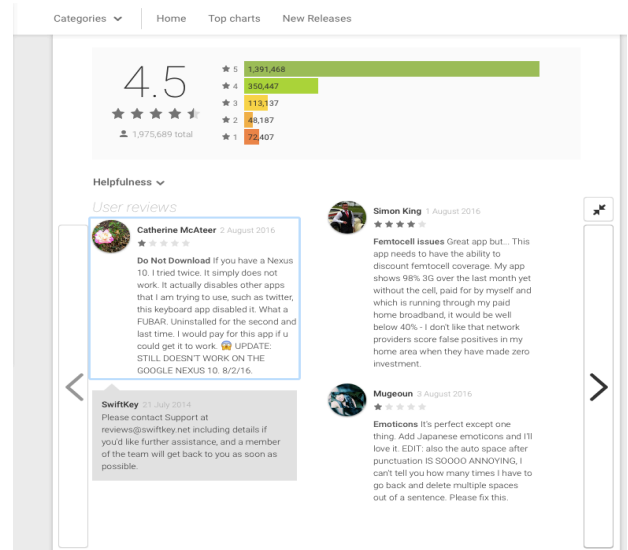 Categories
Home
Top charts
New Releases
4.5
1,975,689 total
5 1,391,468
4 350,447
3 113,137
2 48,187
1 72,407
Helpfulness
User reviews
Catherine McAteer 2 August 2016
Do Not Download If you have a Nexus
10. I tried twice. It simply does not
work. It actually disables other apps
that I am trying to use, such as twitter,
this keyboard app disabled it. What a
FUBAR. Uninstalled for the second and
last time. I would pay for this app if u
could get it to work. 😱 UPDATE:
STILL DOESN'T WORK ON THE
GOOGLE NEXUS 10. 8/2/16.
SwiftKey 21 July 2014
Please contact Support at
reviews@swiftkey.net including details if
you'd like further assistance, and a member
of the team will get back to you as soon as
possible.
Simon King 1 August 2016
Femtocell issues Great app but... This
app needs to have the ability to
discount femtocell coverage. My app
shows 98% 3G over the last month yet
without the cell, paid for by myself and
which is running through my paid
home broadband, it would be well
below 40% - I don't like that network
providers score false positives in my
home area when they have made zero
investment.
Mugeoun 3 August 2016
Emoticons It's perfect except one
thing. Add Japanese emoticons and I'll
love it. EDIT: also the auto space after
punctuation IS SOOOO ANNOYING, I
can't tell you how many times I have to
go back and delete multiple spaces
out of a sentence. Please fix this.